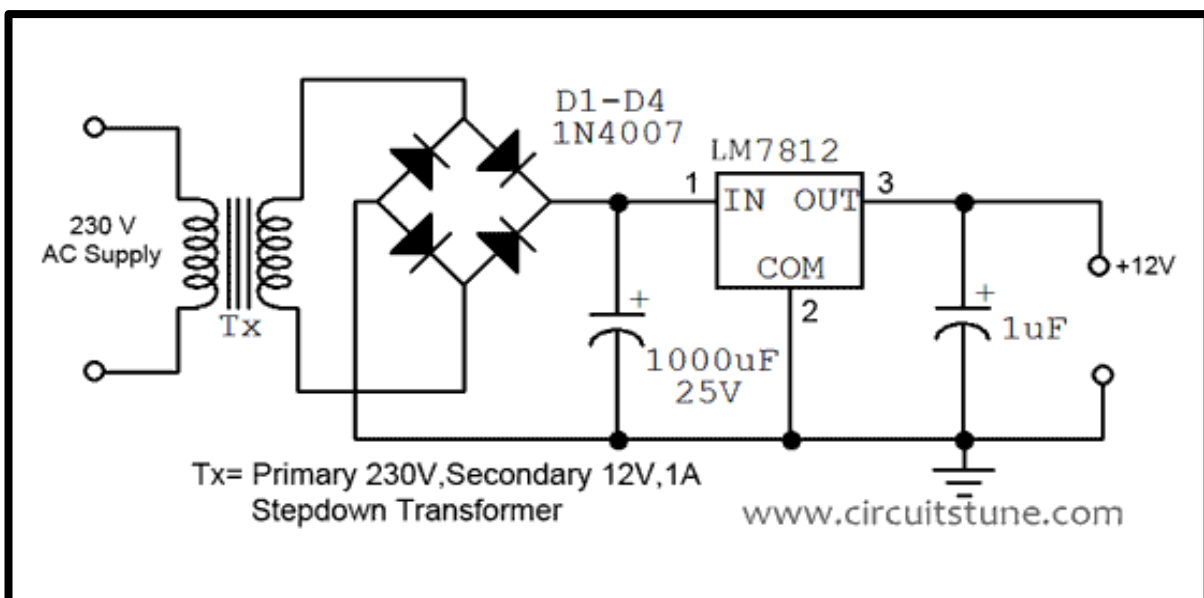 D1-D4
1N4007
LM7812
1
IN
OUT
3
230 V
AC Supply
COM
+12V
2
Tx
+
1000uF
25V
+
1uF
Tx= Primary 230V,Secondary 12V,1A
Stepdown Transformer
www.circuitstune.com